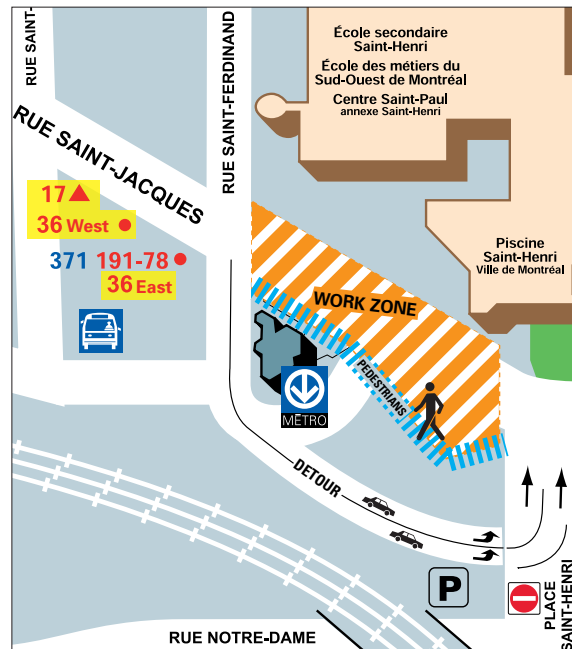 RUE SAINT-
RUE SAINT-FERDINAND
École secondaire
Saint-Henri
École des métiers du
Sud-Ouest de Montréal
Centre Saint-Paul
annexe Saint-Henri
RUE SAINT-JACQUES
17
36 West
371 191-78
36 East
Piscine
Saint-Henri
Ville de Montréal
WORK ZONE
PEDESTRIANS
MÉTRO
DETOUR
P
PLACE
SAINT-HENRI
RUE NOTRE-DAME